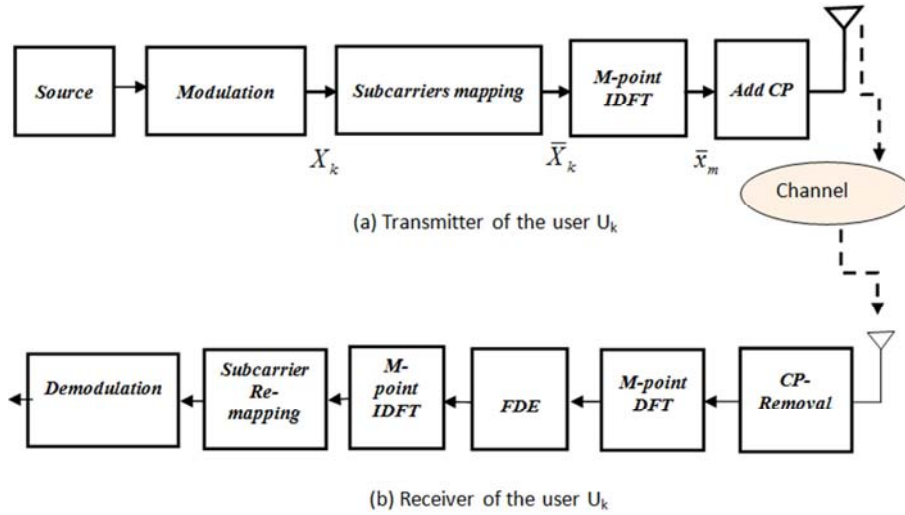 Source
Modulation
Subcarriers mapping
M-point
IDFT
Add CP
X_k
X̄_k
x̄_m
Channel
(a) Transmitter of the user U_k
Demodulation
Subcarrier
Re-
mapping
M-
point
IDFT
FDE
M-point
DFT
CP-
Removal
(b) Receiver of the user U_k